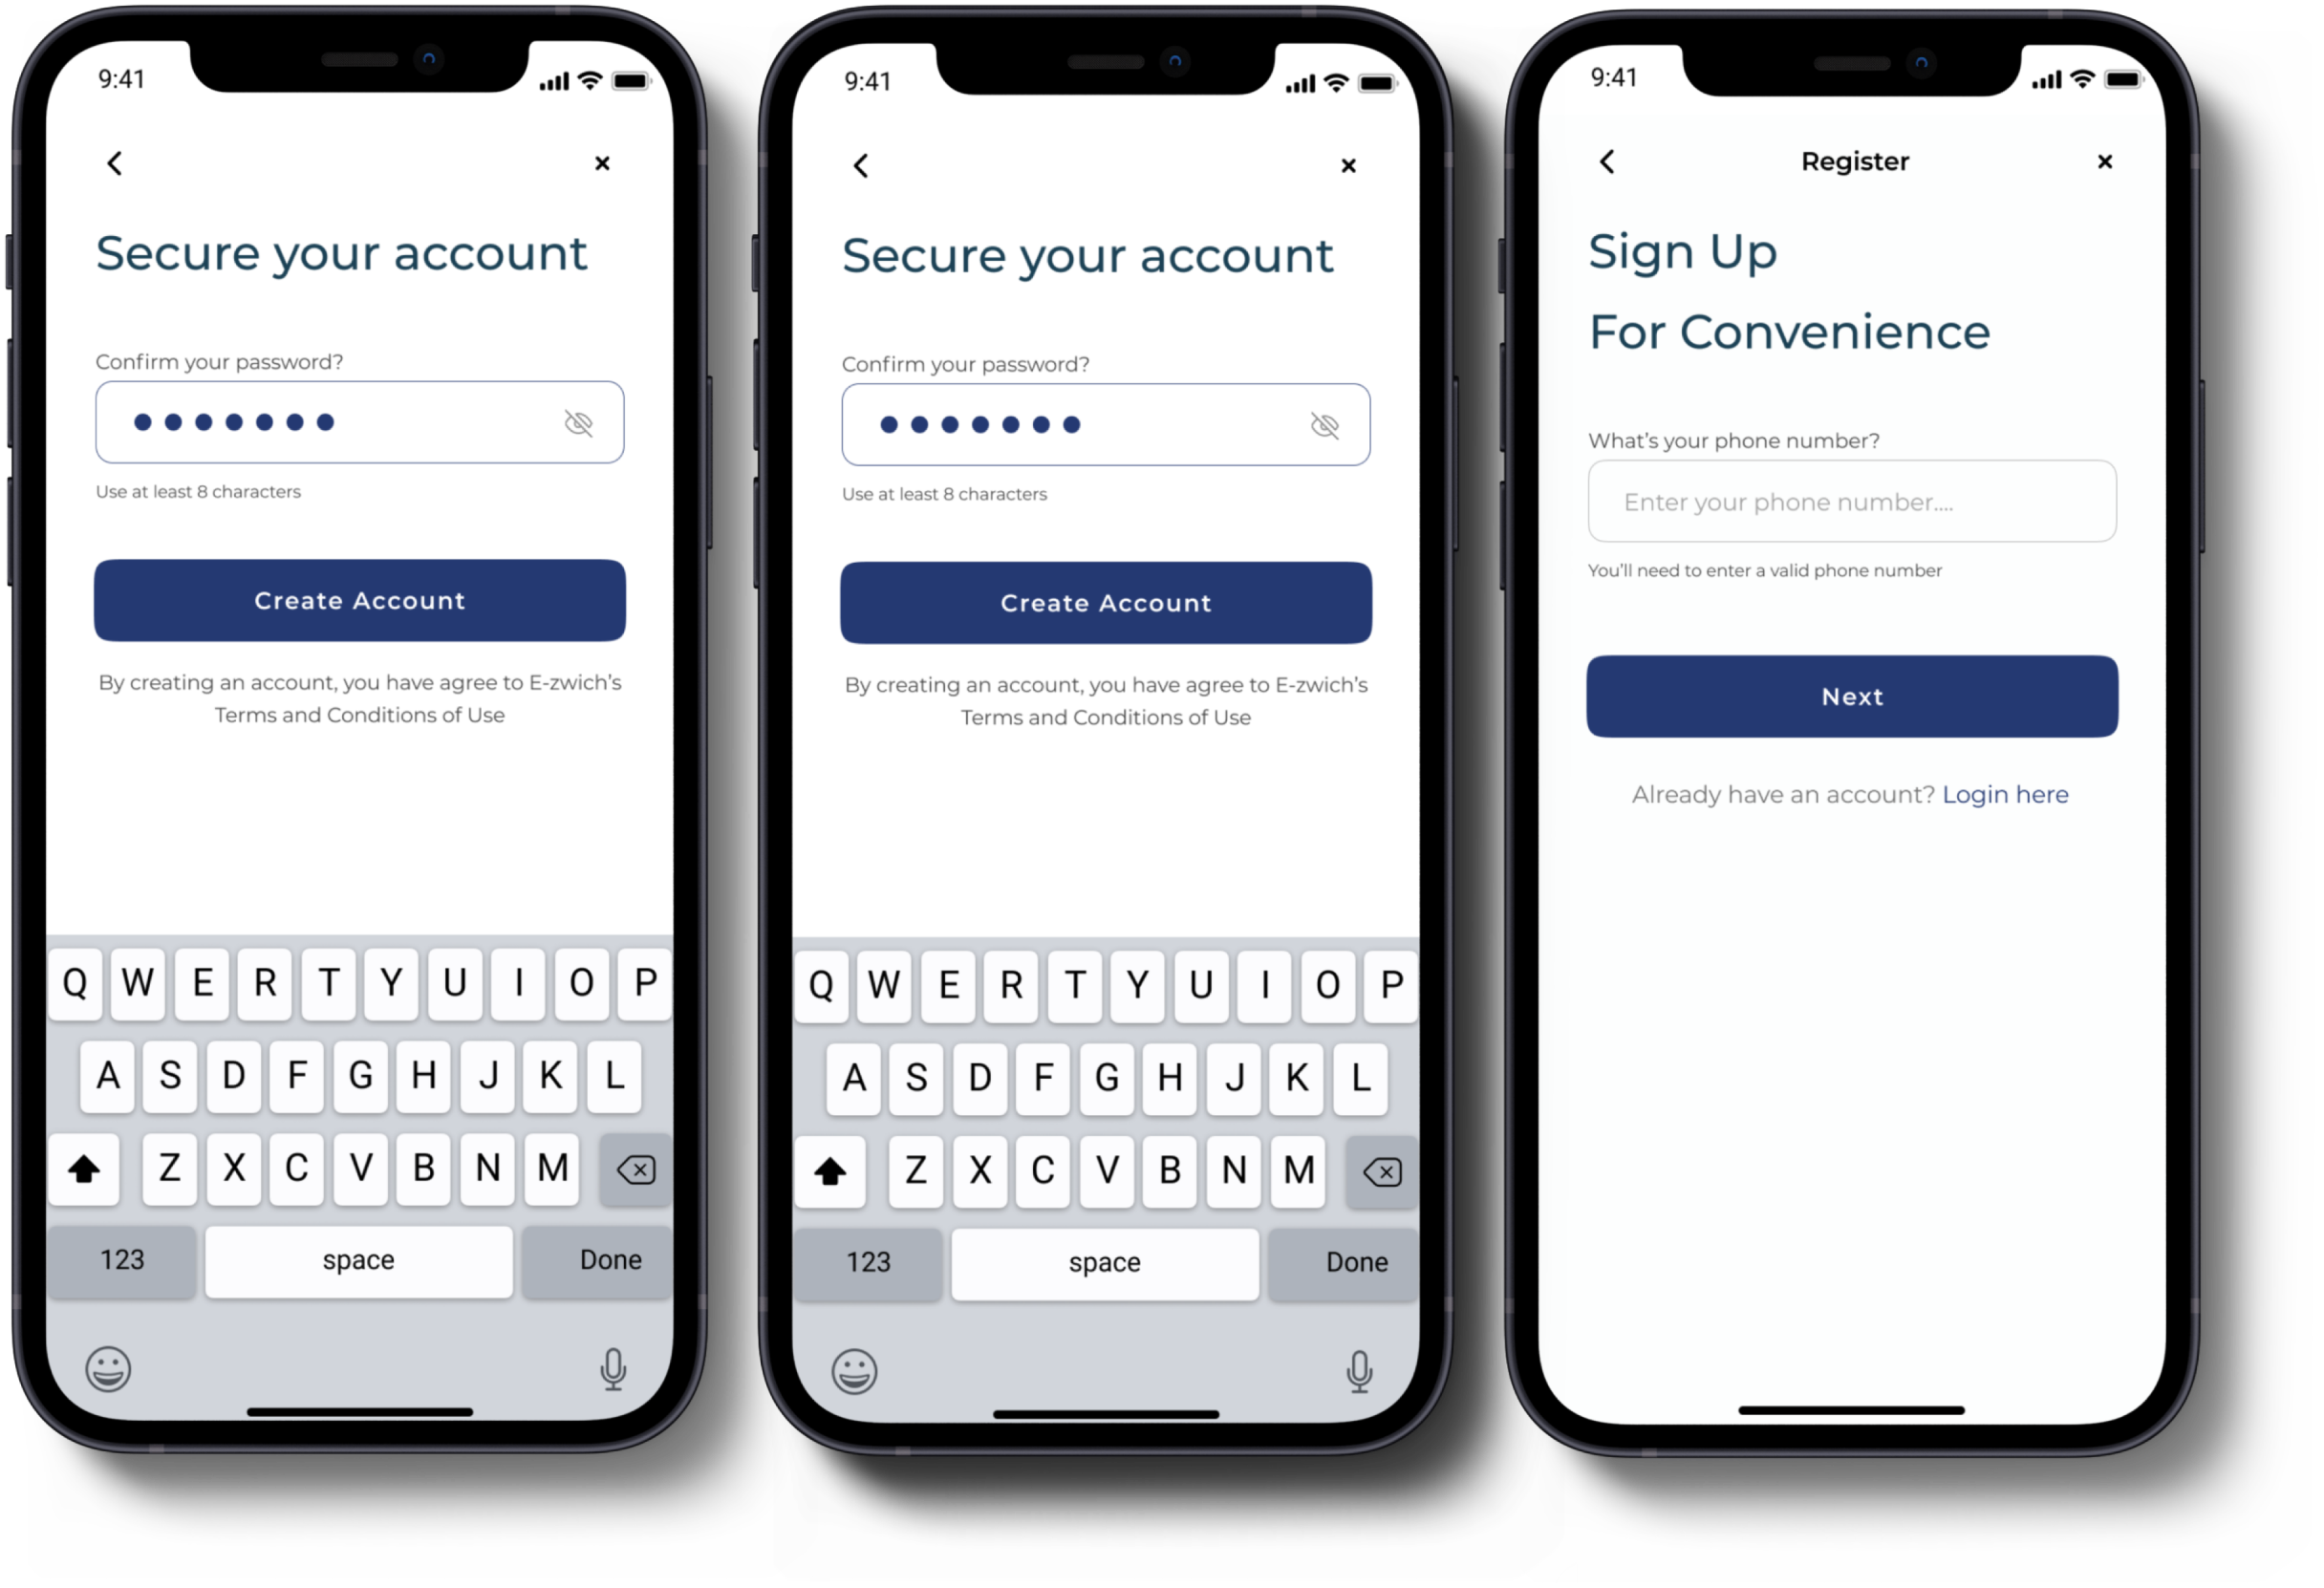 9:41
Secure your account
Confirm your password?
Use at least 8 characters
Create Account
By creating an account, you have agree to E-zwich's
Terms and Conditions of Use
Q W E R T Y U I O P
A S D F G H J K L
Z X C V B N M
123 space Done
9:41
Secure your account
Confirm your password?
Use at least 8 characters
Create Account
By creating an account, you have agree to E-zwich's
Terms and Conditions of Use
Q W E R T Y U I O P
A S D F G H J K L
Z X C V B N M
123 space Done
9:41
Register
Sign Up
For Convenience
What's your phone number?
Enter your phone number....
You'll need to enter a valid phone number
Next
Already have an account? Login here